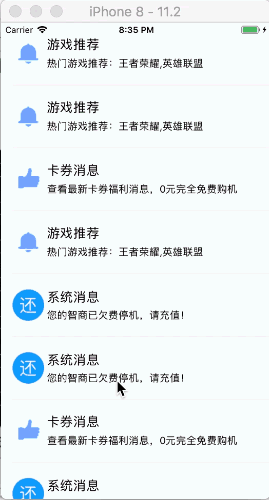 iPhone 8 - 11.2
Carrier 8:35 PM
游戏推荐
热门游戏推荐：王者荣耀,英雄联盟
游戏推荐
热门游戏推荐：王者荣耀,英雄联盟
卡券消息
查看最新卡券福利消息，0元完全免费购机
游戏推荐
热门游戏推荐：王者荣耀,英雄联盟
还
系统消息
您的智商已欠费停机，请充值！
还
系统消息
您的智商已欠费停机，请充值！
卡券消息
查看最新卡券福利消息，0元完全免费购机
还
系统消息